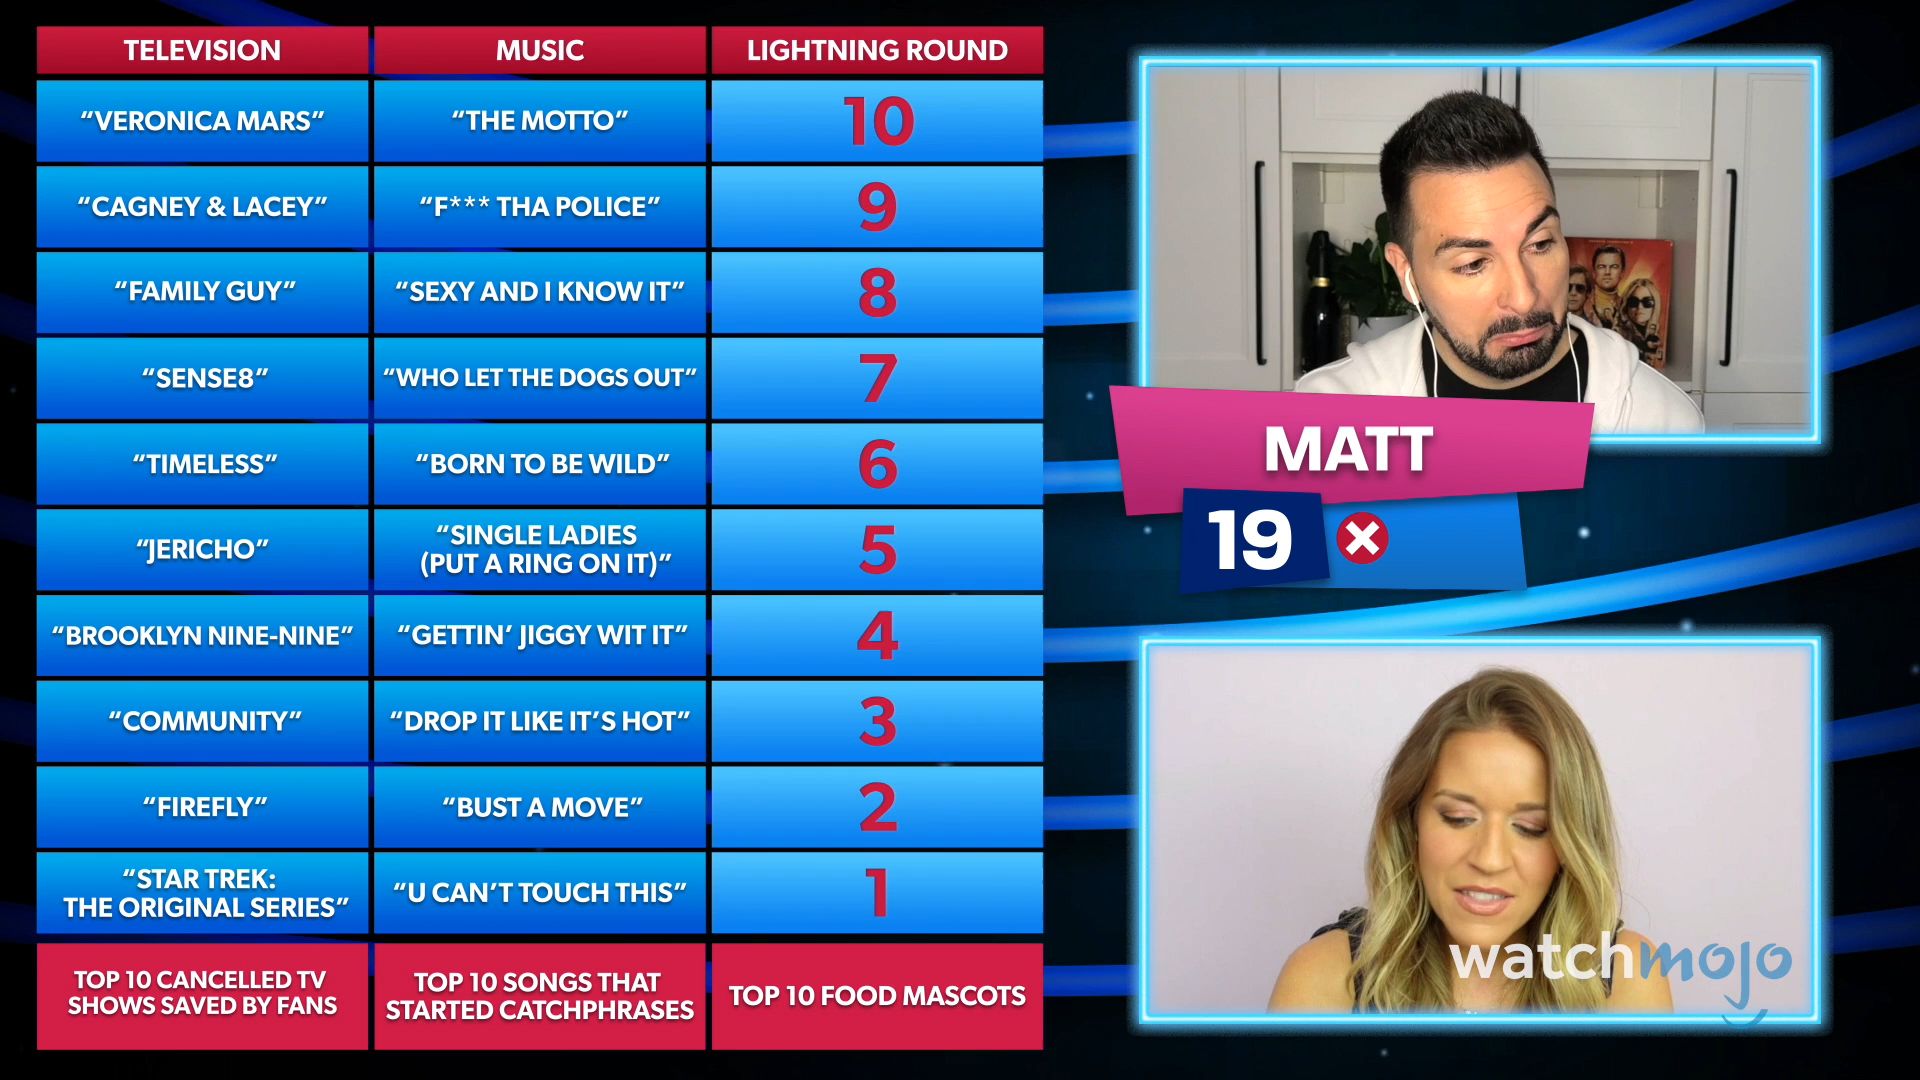 TELEVISION
MUSIC
LIGHTNING ROUND
“VERONICA MARS”
“THE MOTTO”
10
“CAGNEY & LACEY”
“F*** THA POLICE”
9
“FAMILY GUY”
“SEXY AND I KNOW IT”
8
“SENSE8”
“WHO LET THE DOGS OUT”
7
“TIMELESS”
“BORN TO BE WILD”
6
“JERICHO”
“SINGLE LADIES
(PUT A RING ON IT)”
5
“BROOKLYN NINE-NINE”
“GETTIN’ JIGGY WIT IT”
4
“COMMUNITY”
“DROP IT LIKE IT’S HOT”
3
“FIREFLY”
“BUST A MOVE”
2
“STAR TREK:
THE ORIGINAL SERIES”
“U CAN’T TOUCH THIS”
1
TOP 10 CANCELLED TV
SHOWS SAVED BY FANS
TOP 10 SONGS THAT
STARTED CATCHPHRASES
TOP 10 FOOD MASCOTS
MATT
19
watchmojo